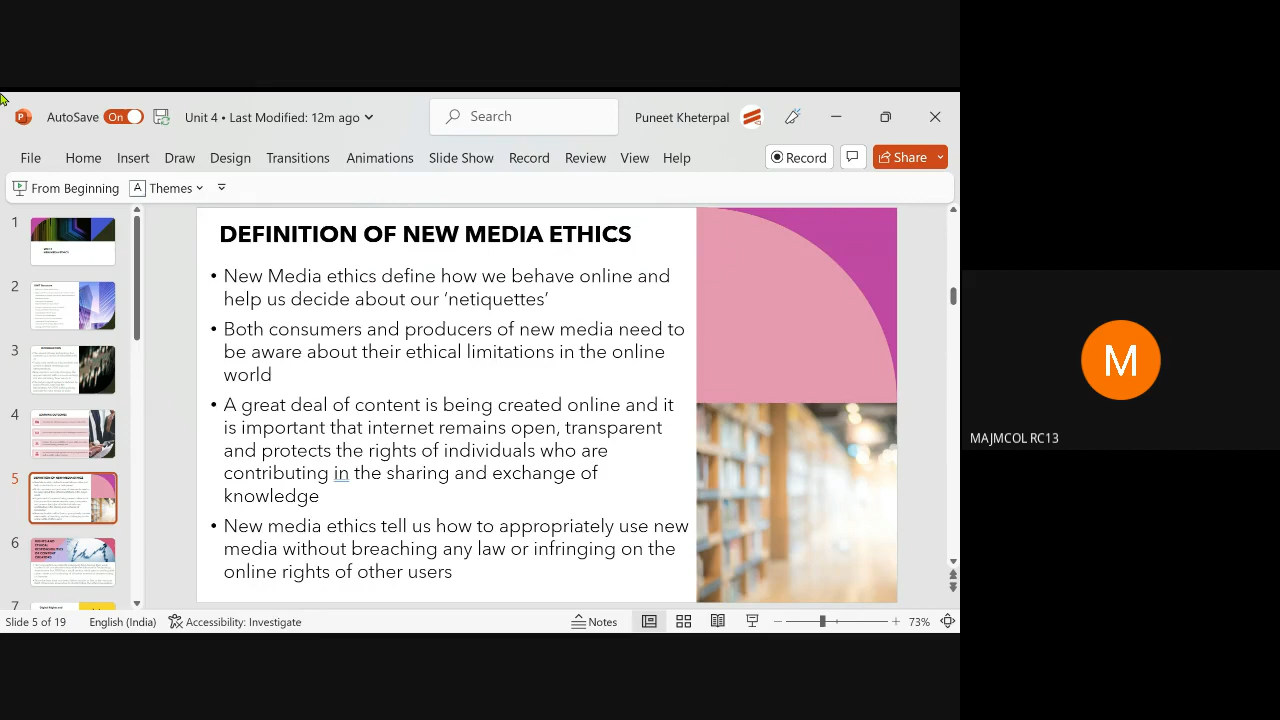 AutoSave On Unit 4 • Last Modified: 12m ago Search Puneet Kheterpal
File Home Insert Draw Design Transitions Animations Slide Show Record Review View Help Record Share
From Beginning Themes
1
2
3
4
5
6
7
DEFINITION OF NEW MEDIA ETHICS
• New Media ethics define how we behave online and
help us decide about our ‘netiquettes’
• Both consumers and producers of new media need to
be aware about their ethical limitations in the online
world
• A great deal of content is being created online and it
is important that internet remains open, transparent
and protects the rights of individuals who are
contributing in the sharing and exchange of
knowledge
• New media ethics tell us how to appropriately use new
media without breaching any law or infringing on the
online rights of other users
Slide 5 of 19 English (India) Accessibility: Investigate Notes 73%
M
MAJMCOL RC13